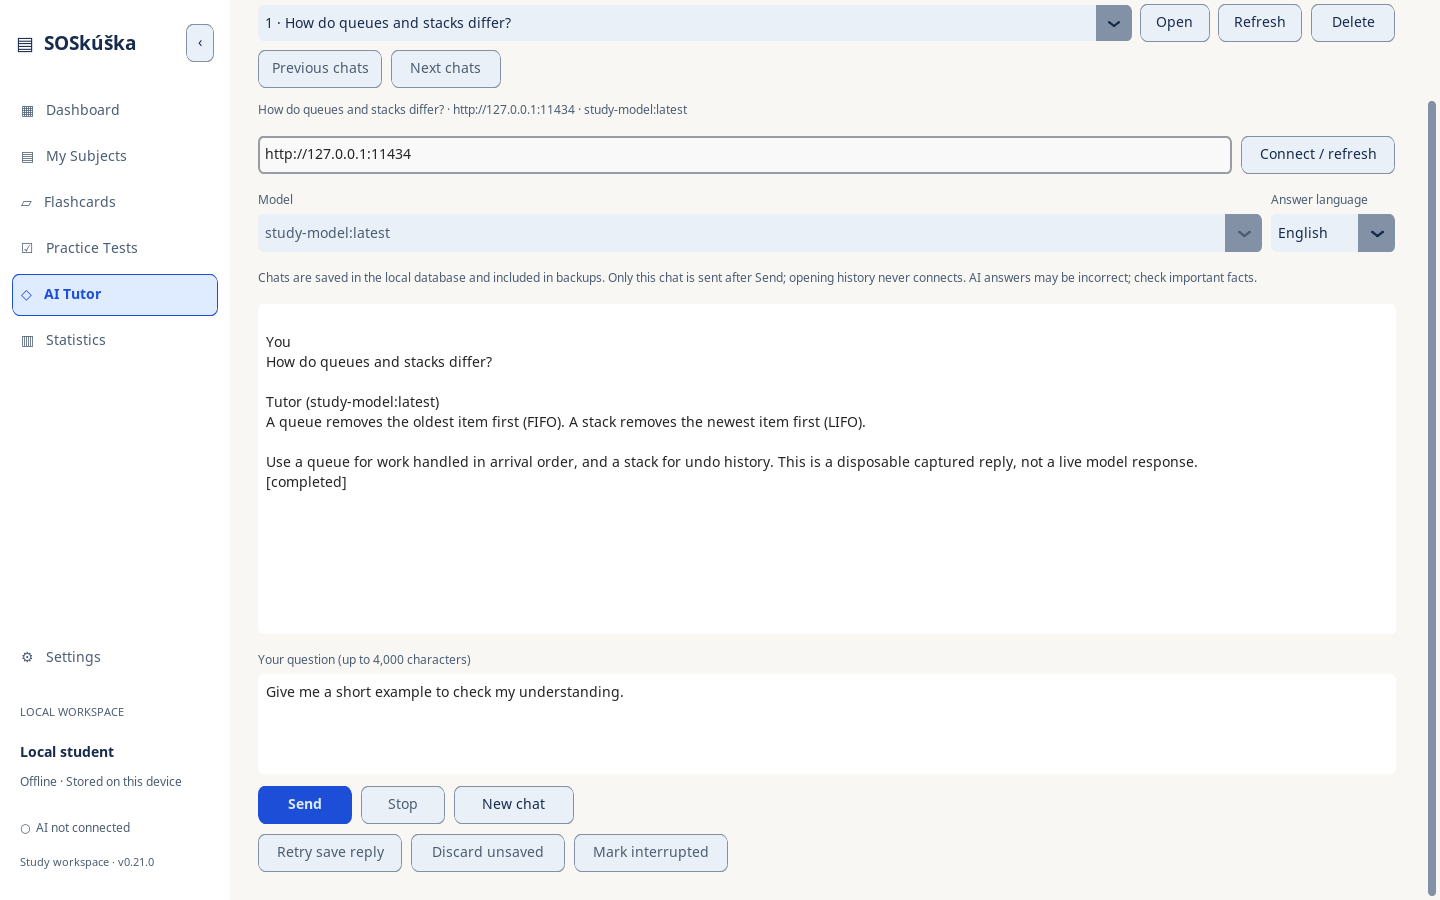 SOSkúška
‹
Dashboard
My Subjects
Flashcards
Practice Tests
AI Tutor
Statistics
Settings
LOCAL WORKSPACE
Local student
Offline · Stored on this device
AI not connected
Study workspace · v0.21.0
1 · How do queues and stacks differ?
Open
Refresh
Delete
Previous chats
Next chats
How do queues and stacks differ? · http://127.0.0.1:11434 · study-model:latest
http://127.0.0.1:11434
Connect / refresh
Model
Answer language
study-model:latest
English
Chats are saved in the local database and included in backups. Only this chat is sent after Send; opening history never connects. AI answers may be incorrect; check important facts.
You
How do queues and stacks differ?
Tutor (study-model:latest)
A queue removes the oldest item first (FIFO). A stack removes the newest item first (LIFO).
Use a queue for work handled in arrival order, and a stack for undo history. This is a disposable captured reply, not a live model response.
[completed]
Your question (up to 4,000 characters)
Give me a short example to check my understanding.
Send
Stop
New chat
Retry save reply
Discard unsaved
Mark interrupted